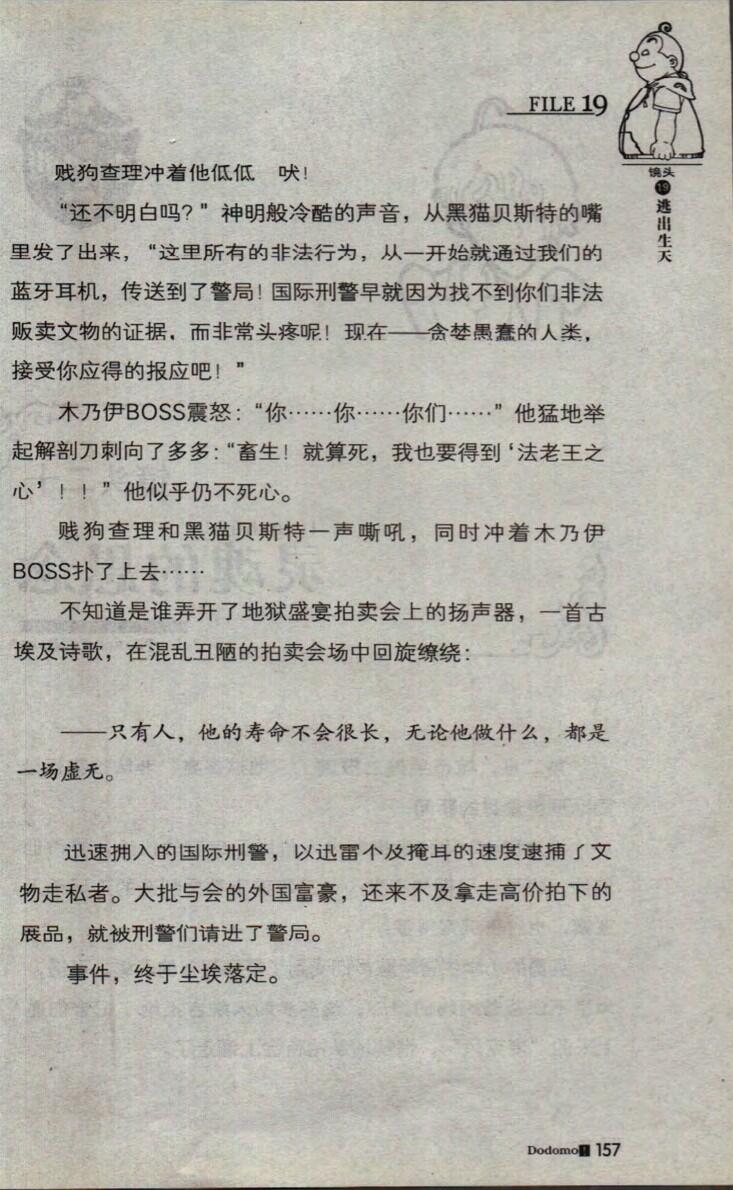 FILE 19
镜头
19
逃出生天
贱狗查理冲着他低低 吠！
“还不明白吗？”神明般冷酷的声音，从黑猫贝斯特的嘴
里发了出来，“这里所有的非法行为，从一开始就通过我们的
蓝牙耳机，传送到了警局！国际刑警早就因为找不到你们非法
贩卖文物的证据，而非常头疼呢！现在——贪婪愚蠢的人类，
接受你应得的报应吧！”
木乃伊BOSS震怒：“你……你……你们……”他猛地举
起解剖刀刺向了多多：“畜生！就算死，我也要得到‘法老王之
心’！！”他似乎仍不死心。
贱狗查理和黑猫贝斯特一声嘶吼，同时冲着木乃伊
BOSS扑了上去……
不知道是谁弄开了地狱盛宴拍卖会上的扬声器，一首古
埃及诗歌，在混乱丑陋的拍卖会场中回旋缭绕：
——只有人，他的寿命不会很长，无论他做什么，都是
一场虚无。
迅速拥入的国际刑警，以迅雷不及掩耳的速度逮捕了文
物走私者。大批与会的外国富豪，还来不及拿走高价拍下的
展品，就被刑警们请进了警局。
事件，终于尘埃落定。
Dodomo! 157